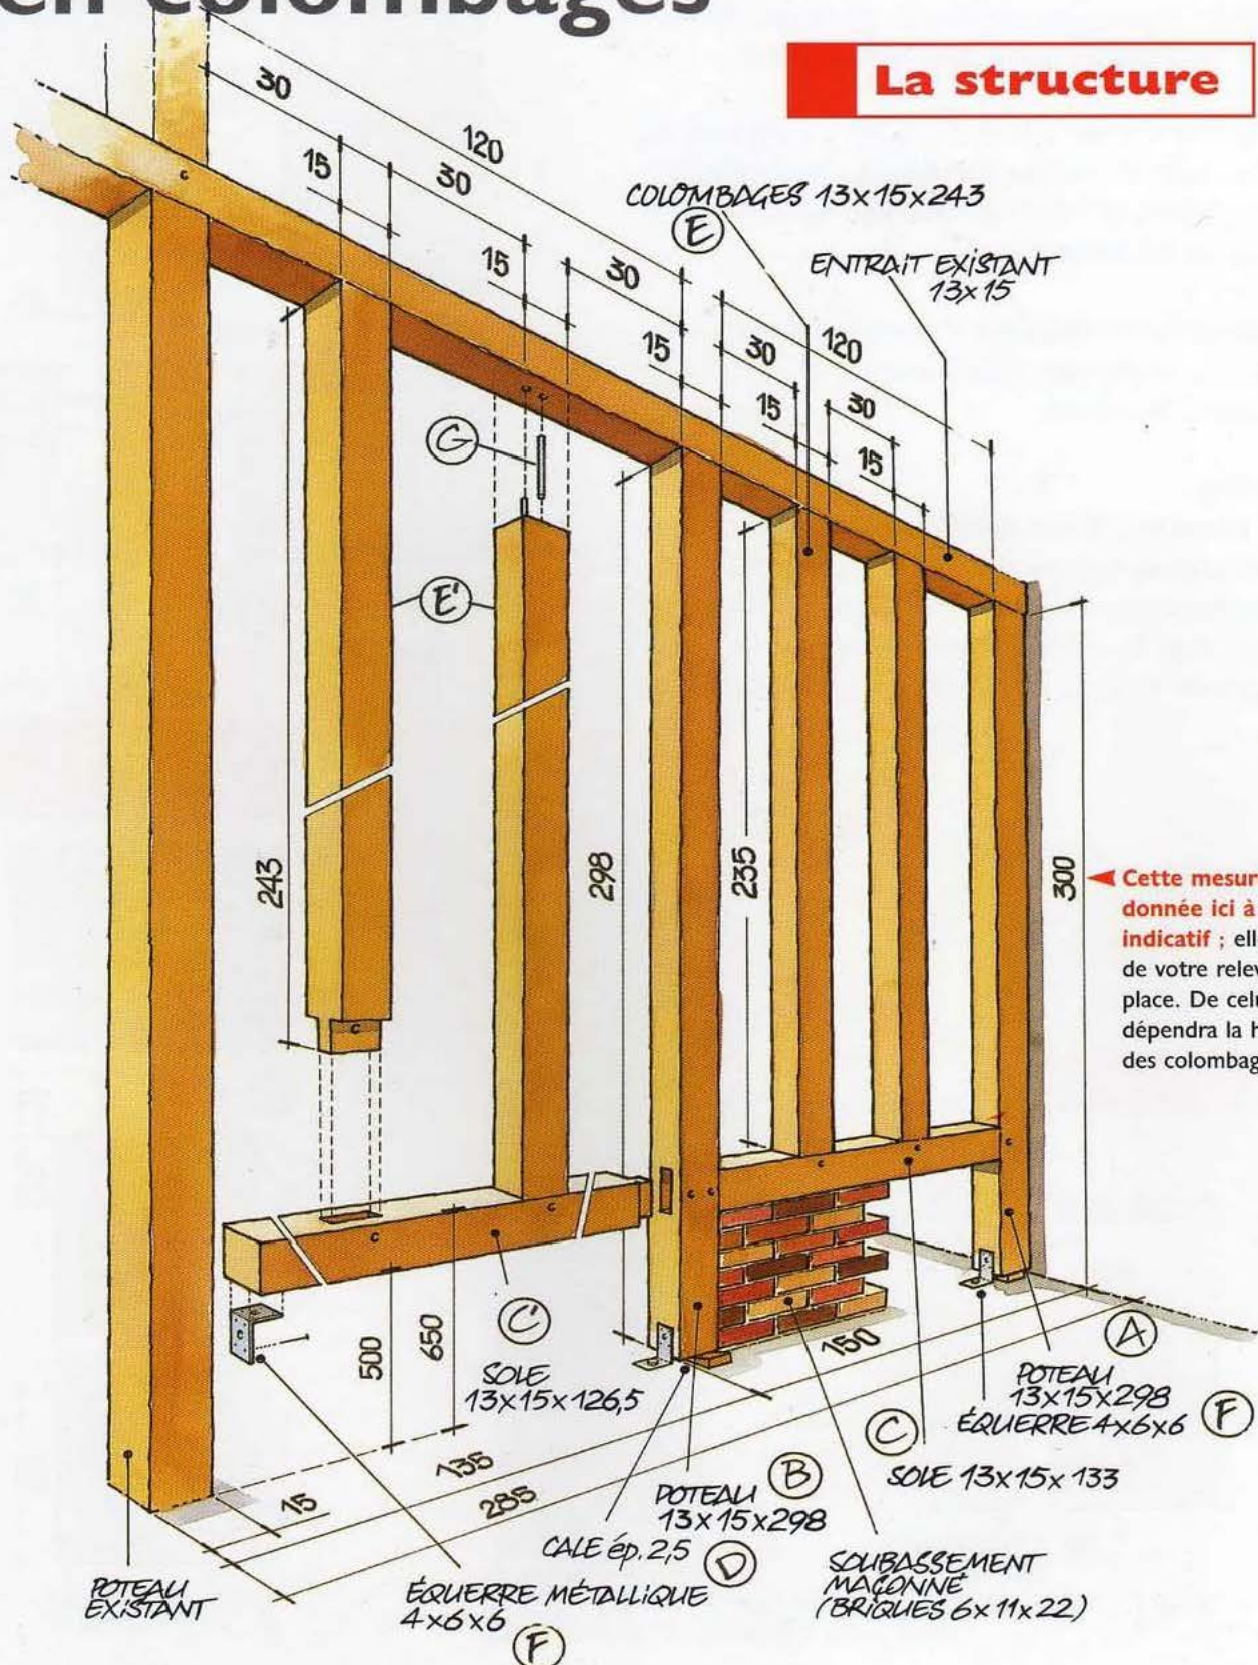 en colombages
La structure
30
120
15
30
15
30
COLOMBAGES 13x15x243
E
ENTRAIT EXISTANT
13x15
15
120
30
15
30
15
G
E'
243
298
235
300
Cette mesur
donnée ici à
indicatif ; ell
de votre relev
place. De celu
dépendra la h
des colombag
500
650
C'
SOLE
13x15x126,5
150
A
POTEAU
13x15x298
ÉQUERRE 4x6x6
F
C
SOLE 13x15x133
135
15
285
B
POTEAU
13x15x298
CALE ép. 2,5
D
SOUBASSEMENT
MAÇONNÉ
(BRIQUES 6x11x22)
POTEAU
EXISTANT
ÉQUERRE MÉTALLIQUE
4x6x6
F